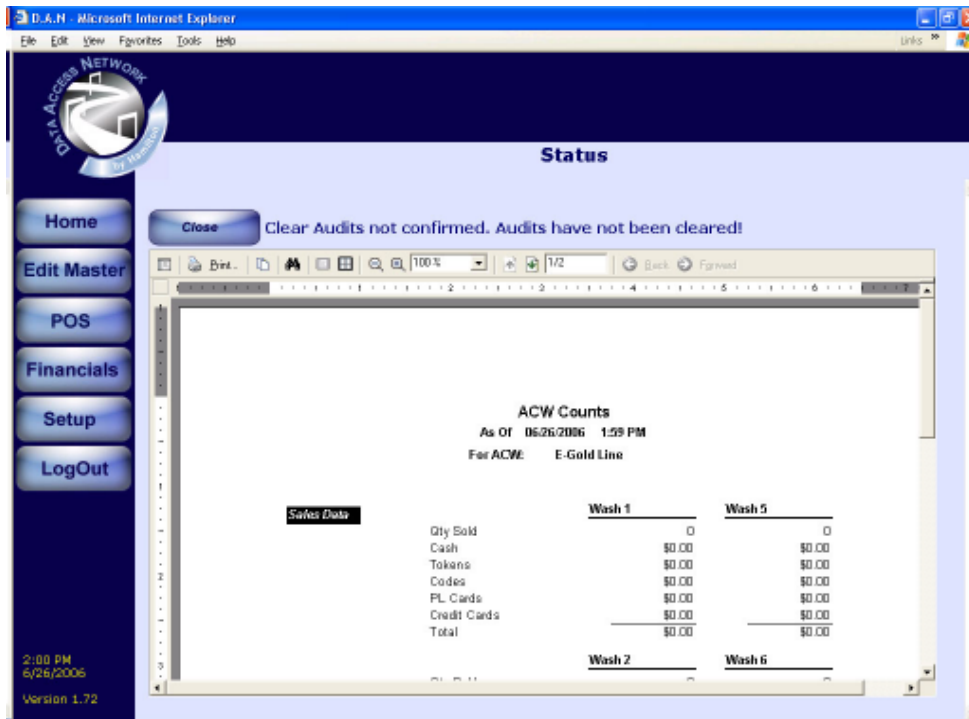 D.A.N - Microsoft Internet Explorer
File Edit View Favorites Tools Help
Links »
DATA ACCESS NETWORK
by Hamilton
Status
Home
Close Clear Audits not confirmed. Audits have not been cleared!
Edit Master
Print... 100 % 1/2 Back Forward
POS
Financials
Setup
LogOut
ACW Counts
As Of 06/26/2006 1:59 PM
For ACW: E-Gold Line
Sales Data
Wash 1 Wash 5
Qty Sold 0 0
Cash $0.00 $0.00
Tokens $0.00 $0.00
Codes $0.00 $0.00
PL Cards $0.00 $0.00
Credit Cards $0.00 $0.00
Total $0.00 $0.00
Wash 2 Wash 6
2:00 PM
6/26/2006
Version 1.72